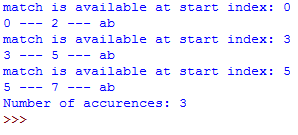 match is available at start index: 0
0 --- 2 --- ab
match is available at start index: 3
3 --- 5 --- ab
match is available at start index: 5
5 --- 7 --- ab
Number of accurences: 3
>>>